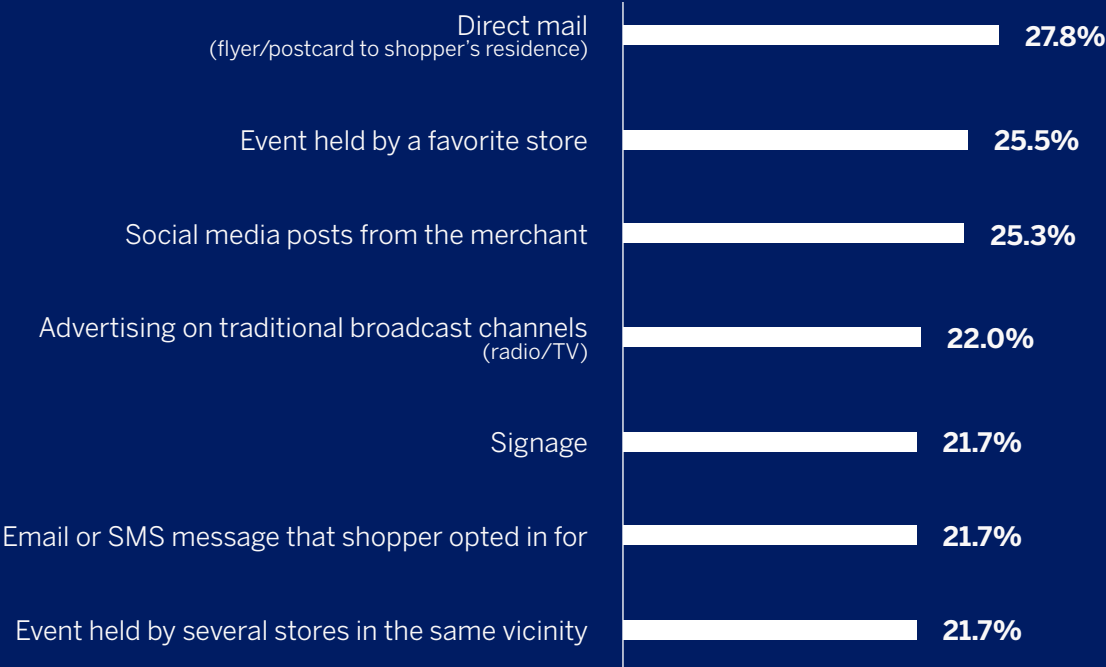 Direct mail
(flyer/postcard to shopper's residence)
27.8%
Event held by a favorite store
25.5%
Social media posts from the merchant
25.3%
Advertising on traditional broadcast channels
(radio/TV)
22.0%
Signage
21.7%
Email or SMS message that shopper opted in for
21.7%
Event held by several stores in the same vicinity
21.7%